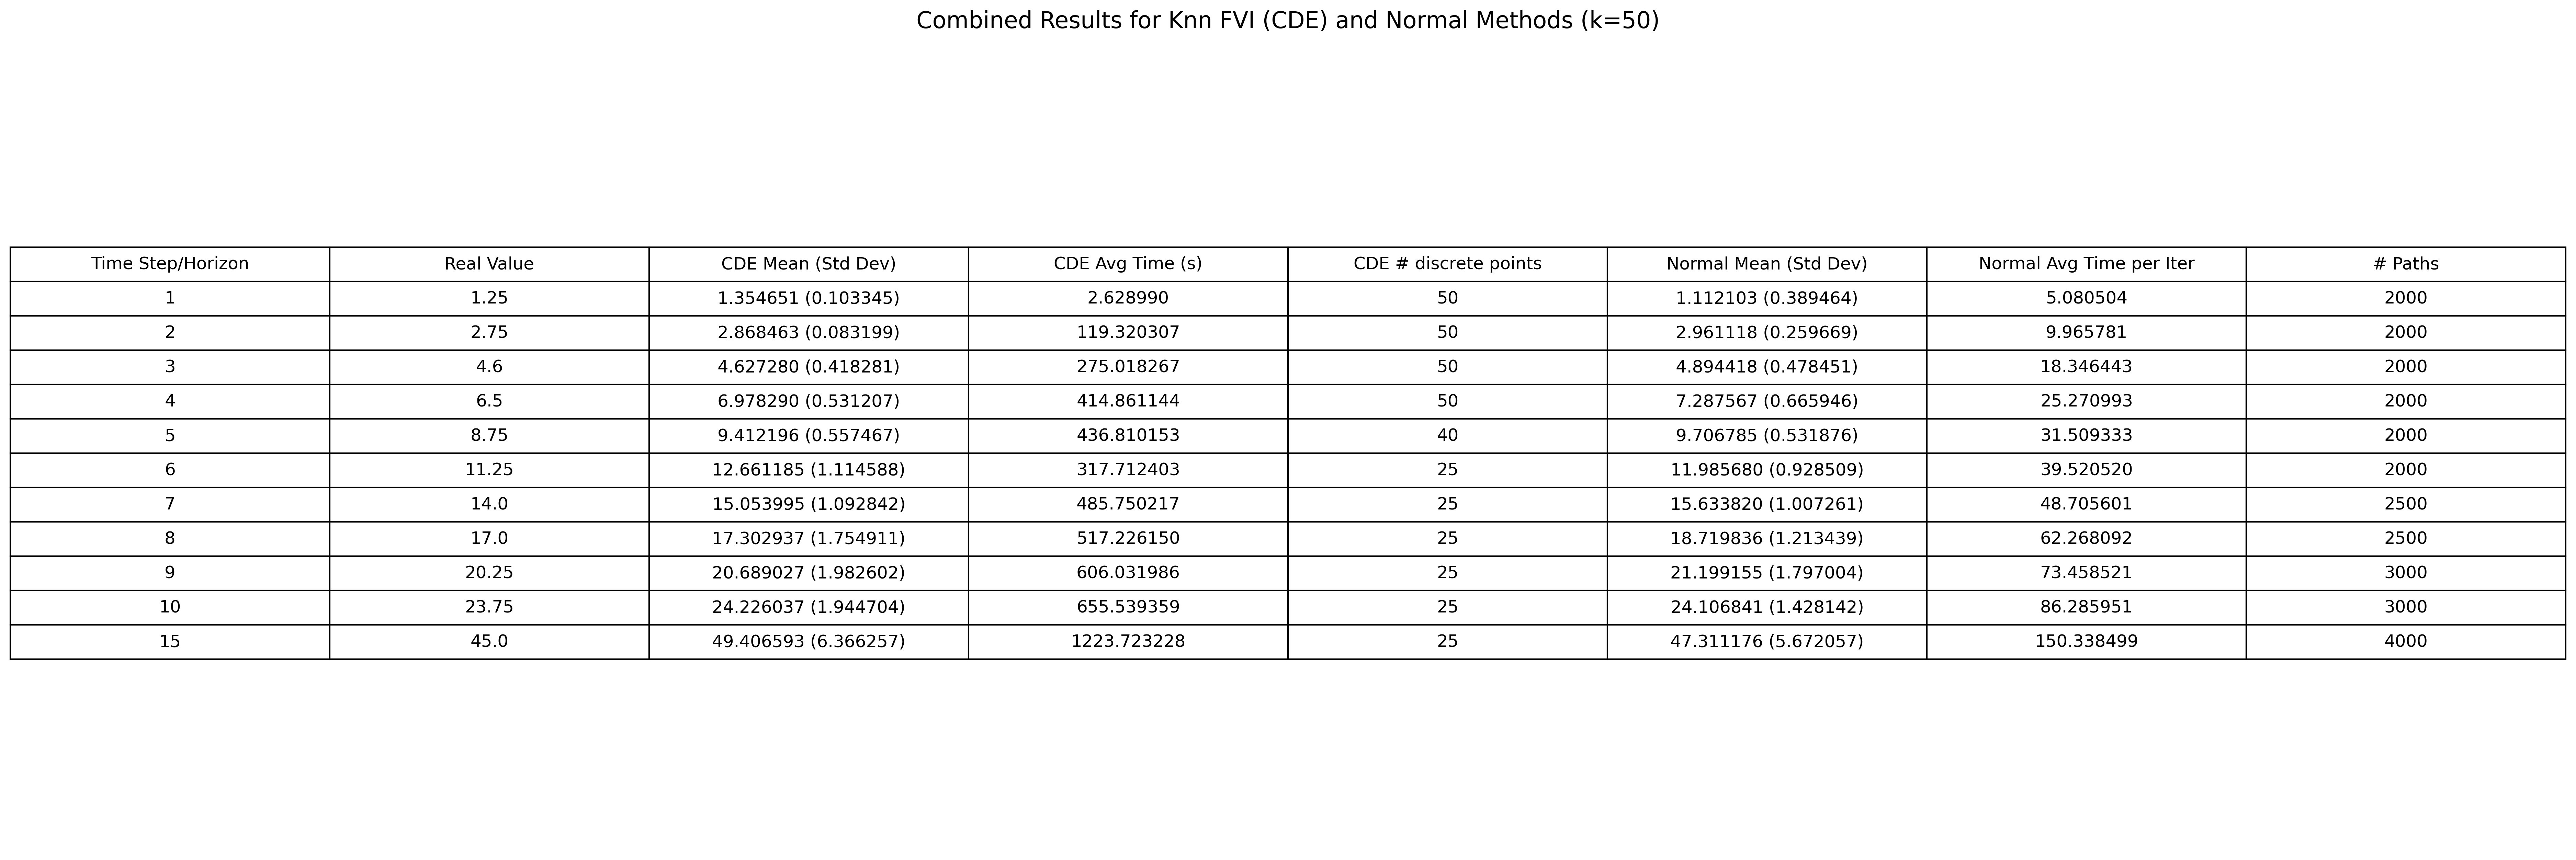 Combined Results for Knn FVI (CDE) and Normal Methods (k=50)
Time Step/Horizon Real Value CDE Mean (Std Dev) CDE Avg Time (s) CDE # discrete points Normal Mean (Std Dev) Normal Avg Time per Iter # Paths
1 1.25 1.354651 (0.103345) 2.628990 50 1.112103 (0.389464) 5.080504 2000
2 2.75 2.868463 (0.083199) 119.320307 50 2.961118 (0.259669) 9.965781 2000
3 4.6 4.627280 (0.418281) 275.018267 50 4.894418 (0.478451) 18.346443 2000
4 6.5 6.978290 (0.531207) 414.861144 50 7.287567 (0.665946) 25.270993 2000
5 8.75 9.412196 (0.557467) 436.810153 40 9.706785 (0.531876) 31.509333 2000
6 11.25 12.661185 (1.114588) 317.712403 25 11.985680 (0.928509) 39.520520 2000
7 14.0 15.053995 (1.092842) 485.750217 25 15.633820 (1.007261) 48.705601 2500
8 17.0 17.302937 (1.754911) 517.226150 25 18.719836 (1.213439) 62.268092 2500
9 20.25 20.689027 (1.982602) 606.031986 25 21.199155 (1.797004) 73.458521 3000
10 23.75 24.226037 (1.944704) 655.539359 25 24.106841 (1.428142) 86.285951 3000
15 45.0 49.406593 (6.366257) 1223.723228 25 47.311176 (5.672057) 150.338499 4000